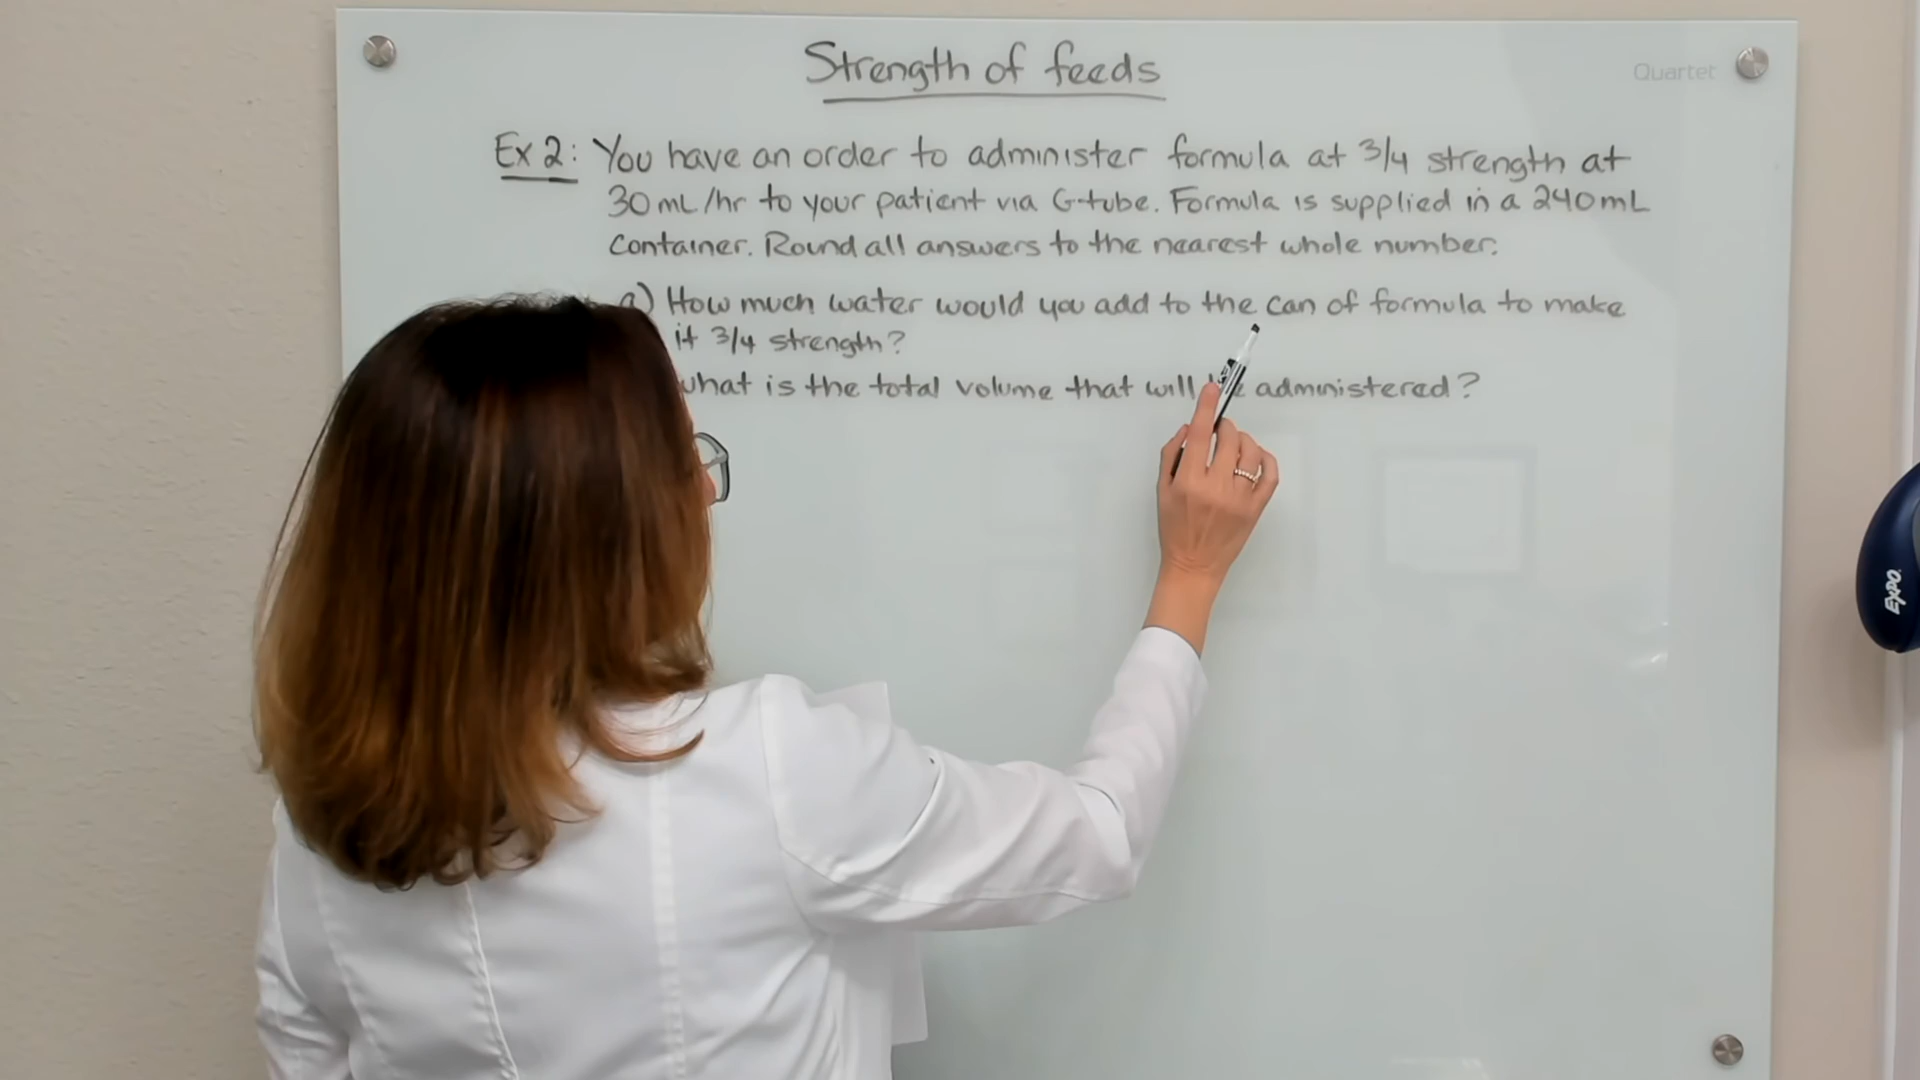 Strength of feeds
Quartet
Ex 2: You have an order to administer formula at 3/4 strength at
30 mL/hr to your patient via G-tube. Formula is supplied in a 240 mL
Container. Round all answers to the nearest whole number.
a) How much water would you add to the can of formula to make
it 3/4 strength?
what is the total volume that will be administered?
EXPO